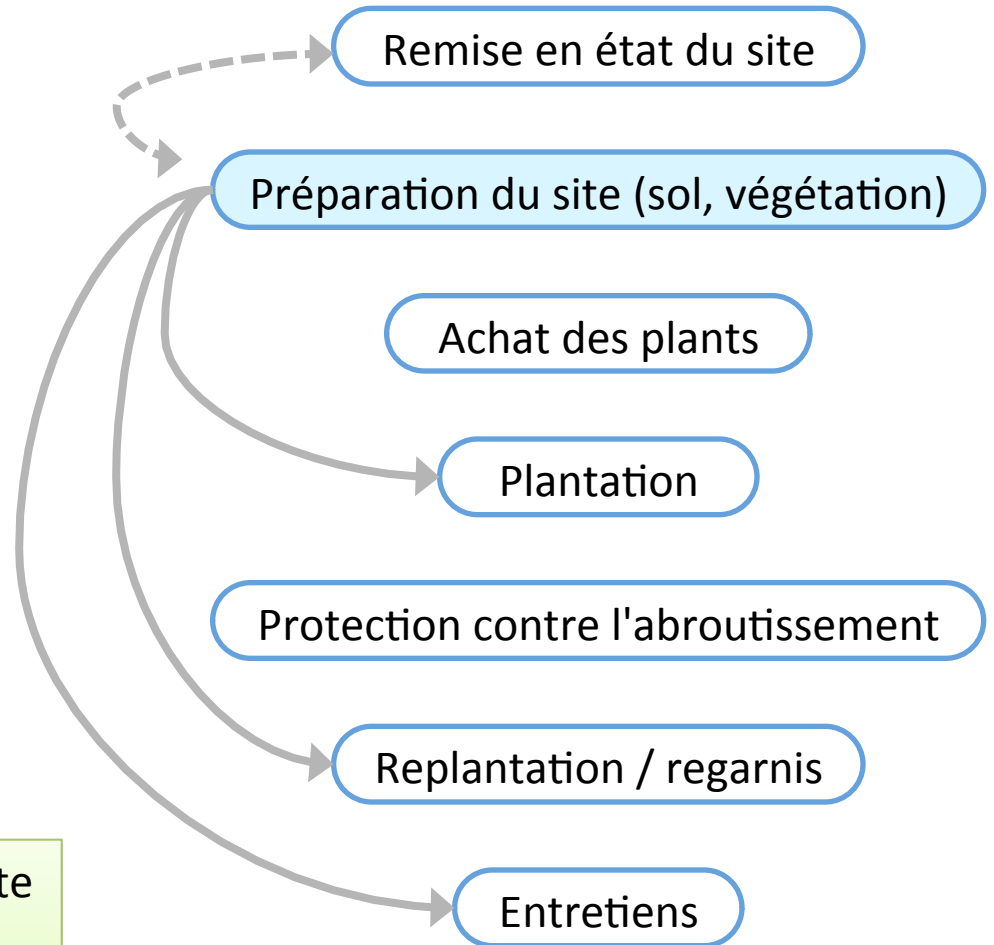 Remise en état du site
Préparation du site (sol, végétation)
Achat des plants
Plantation
Protection contre l'abroutissement
Replantation / regarnis
Entretiens
te